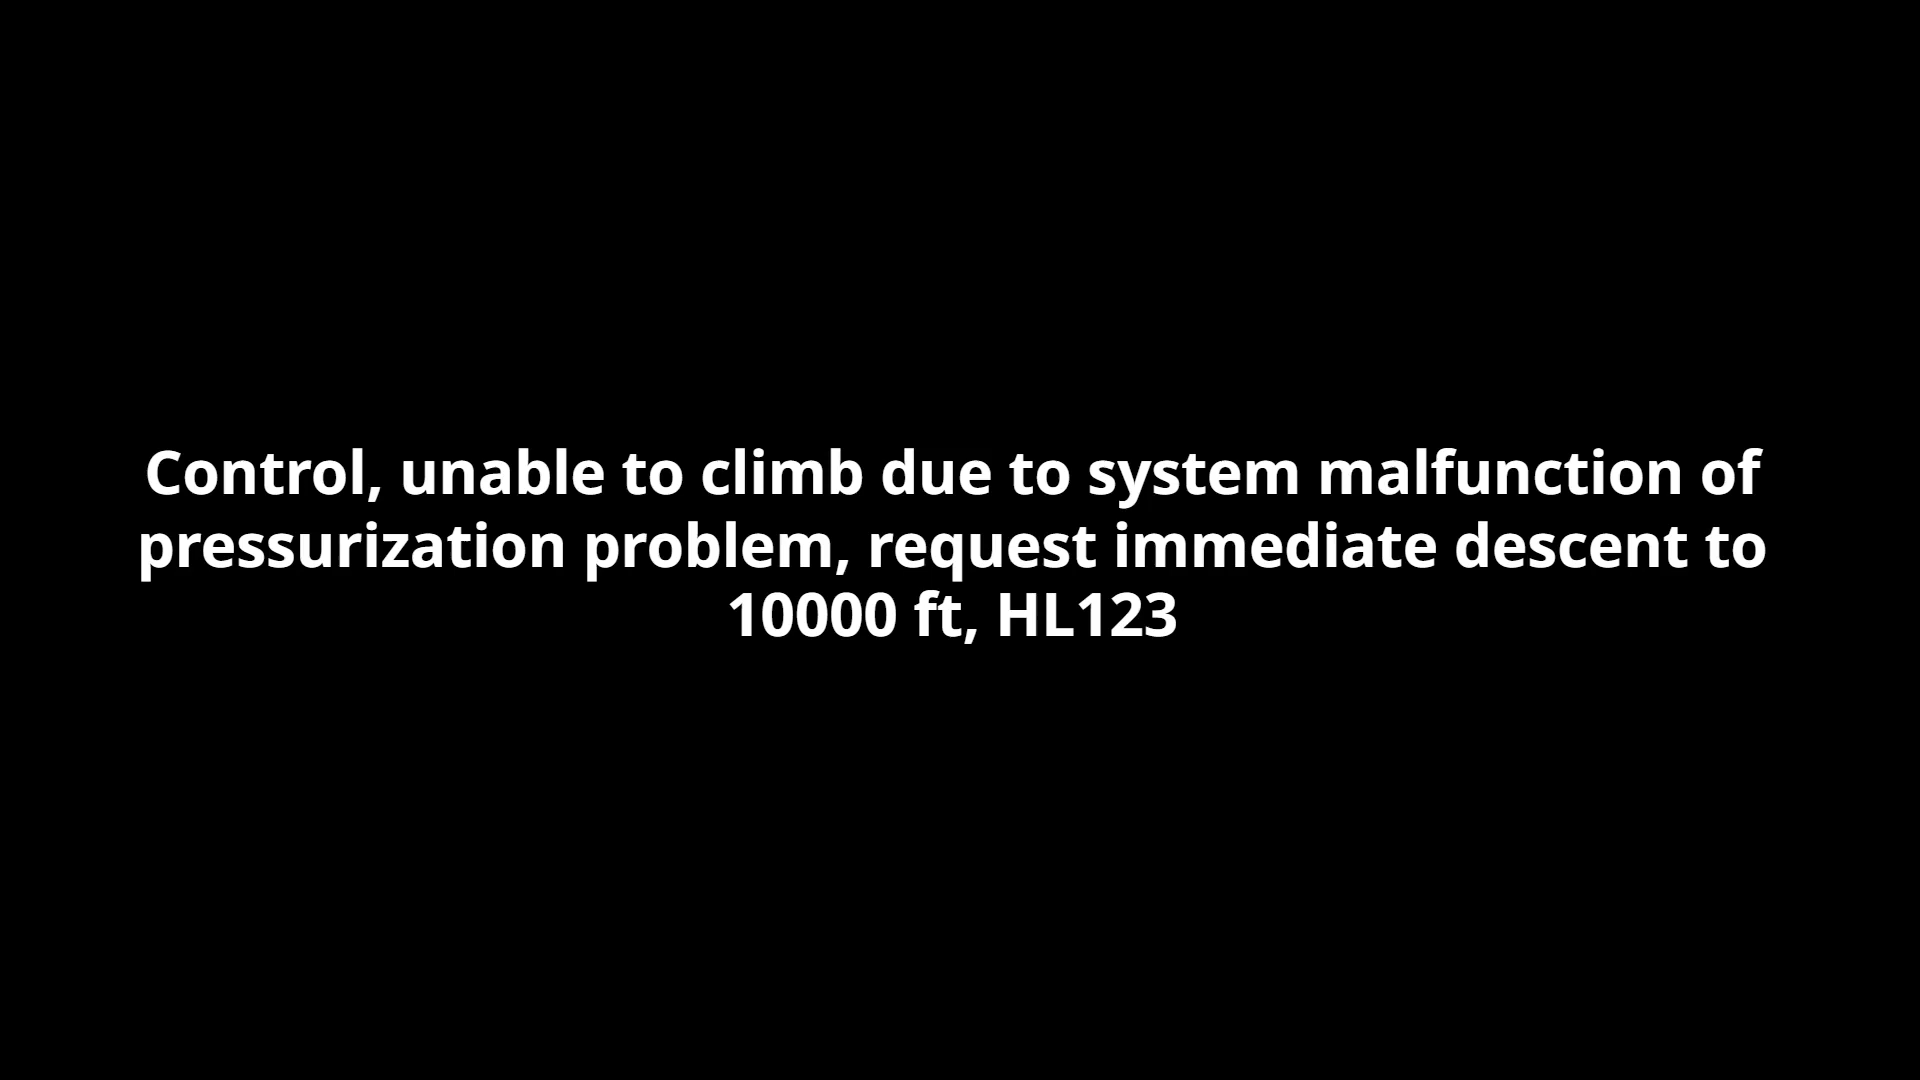 Control, unable to climb due to system malfunction of
pressurization problem, request immediate descent to
10000 ft, HL123